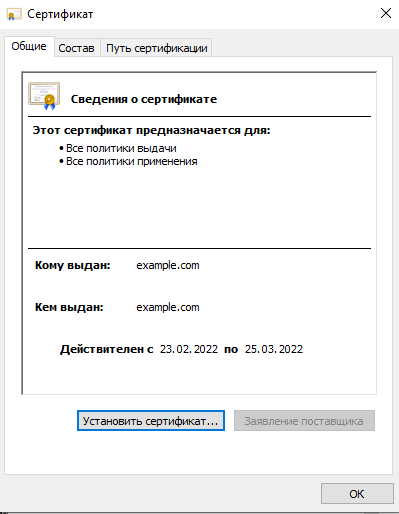 Сертификат
Общие Состав Путь сертификации
Сведения о сертификате
Этот сертификат предназначается для:
• Все политики выдачи
• Все политики применения
Кому выдан: example.com
Кем выдан: example.com
Действителен с 23.02.2022 по 25.03.2022
Установить сертификат... Заявление поставщика
ОК